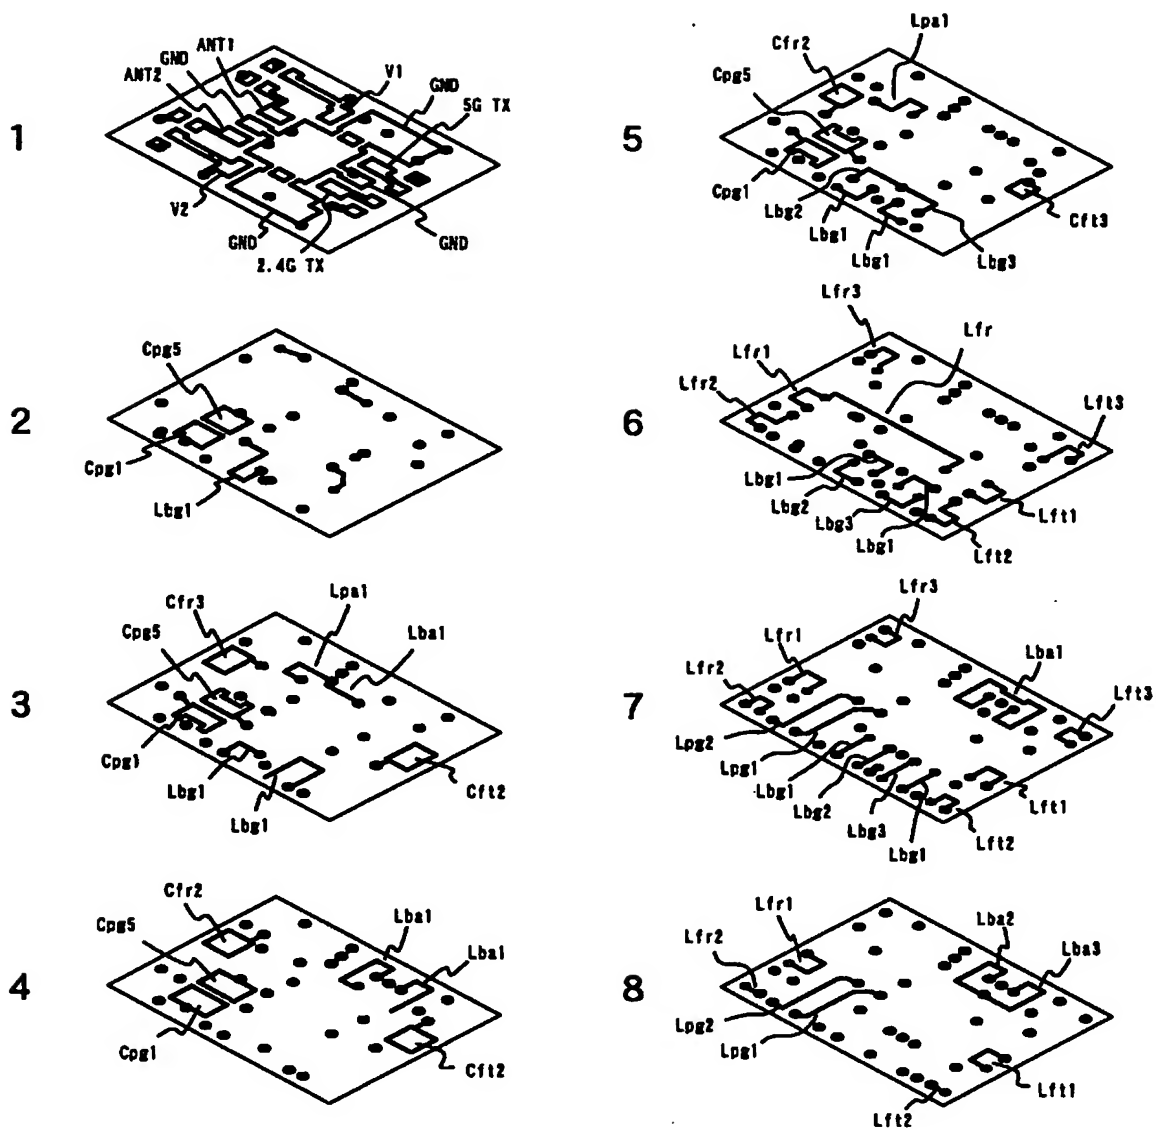 1
ANT1
GND
ANT2
V1
GND
5G TX
V2
GND
2.4G TX
GND
2
Cpg5
Cpg1
Lbg1
3
Cfr3
Lpa1
Cpg5
Lba1
Cpg1
Lbg1
Lbg1
Cft2
4
Cfr2
Cpg5
Lba1
Lba1
Cpg1
Cft2
5
Lpa1
Cfr2
Cpg5
Cpg1
Lbg2
Lbg1
Lbg1
Lbg3
Cft3
6
Lfr3
Lfr
Lfr1
Lfr2
Lft3
Lbg1
Lbg2
Lbg3
Lbg1
Lft1
Lft2
7
Lfr3
Lfr1
Lba1
Lfr2
Lft3
Lpg2
Lpg1
Lbg1
Lbg2
Lbg3
Lbg1
Lft1
Lft2
8
Lfr1
Lba2
Lfr2
Lba3
Lpg2
Lpg1
Lft1
Lft2